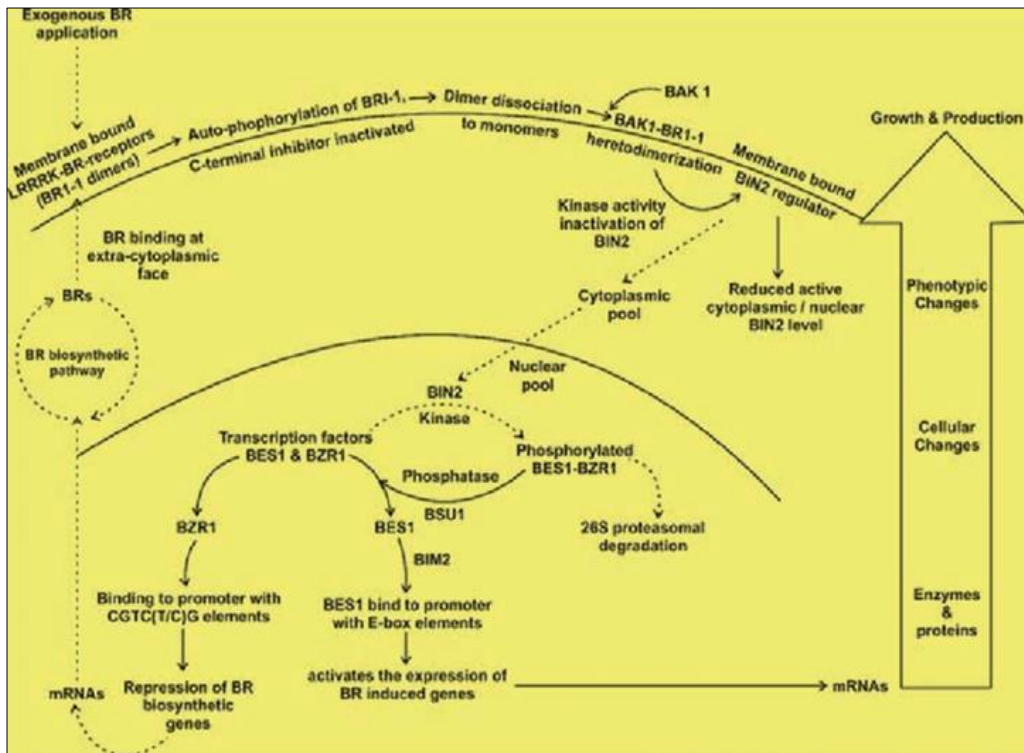 Exogenous BR
application
Membrane bound
LRRRK-BR-receptors
(BR1-1 dimers)
Auto-phophorylation of BRI-1,
C-terminal inhibitor inactivated
Dimer dissociation
to monomers
BAK 1
BAK1-BR1-1
heretodimerization
Membrane bound
BIN2 regulator
Growth & Production
BR binding at
extra-cytoplasmic
face
Kinase activity
inactivation of
BIN2
BRs
BR biosynthetic
pathway
Cytoplasmic
pool
Reduced active
cytoplasmic / nuclear
BIN2 level
Phenotypic
Changes
Nuclear
pool
BIN2
Kinase
Transcription factors
BES1 & BZR1
Phosphorylated
BES1-BZR1
Cellular
Changes
Phosphatase
BSU1
BZR1
BES1
26S proteasomal
degradation
BIM2
Binding to promoter with
CGTC(T/C)G elements
BES1 bind to promoter
with E-box elements
Enzymes
&
proteins
mRNAs
Repression of BR
biosynthetic
genes
activates the expression of
BR induced genes
mRNAs